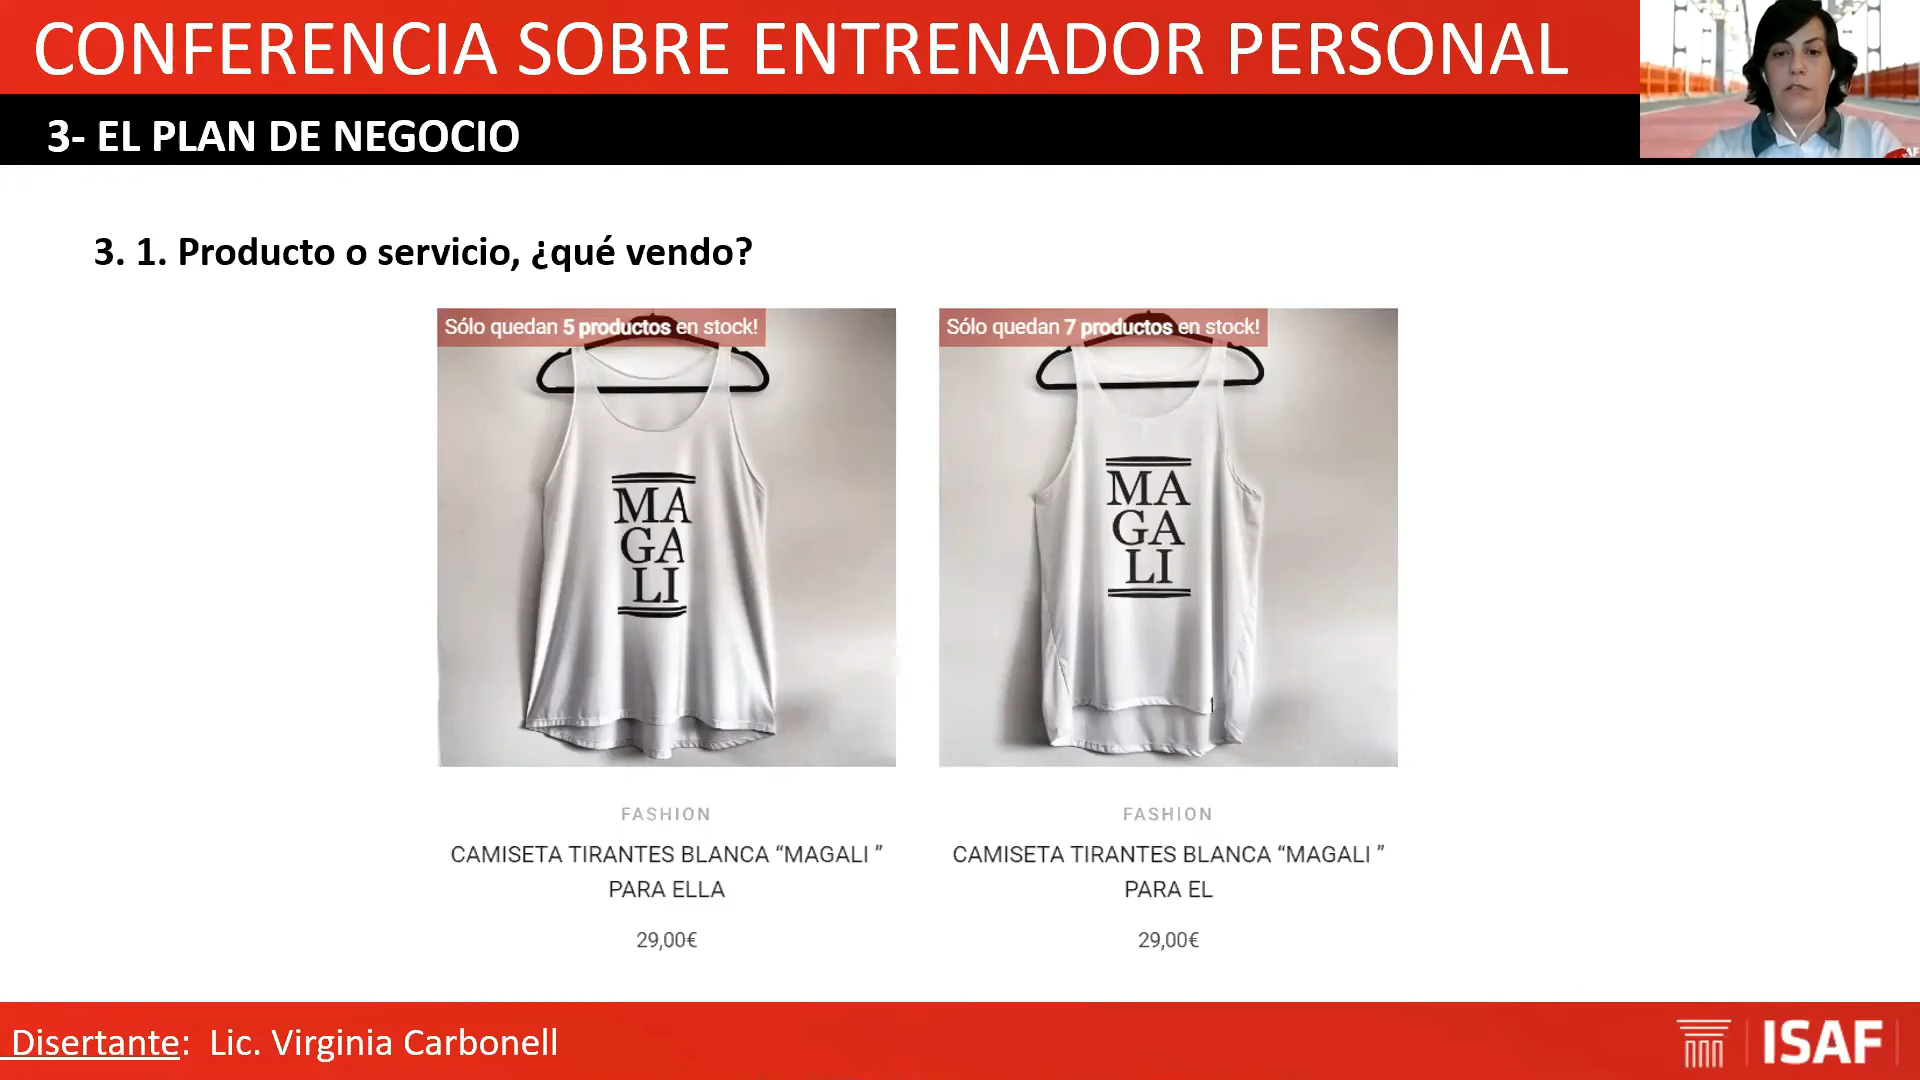 CONFERENCIA SOBRE ENTRENADOR PERSONAL
3- EL PLAN DE NEGOCIO
3. 1. Producto o servicio, ¿qué vendo?
Sólo quedan 5 productos en stock!
MA
GA
LI
FASHION
CAMISETA TIRANTES BLANCA “MAGALI ”
PARA ELLA
29,00€
Sólo quedan 7 productos en stock!
MA
GA
LI
FASHION
CAMISETA TIRANTES BLANCA “MAGALI ”
PARA EL
29,00€
Disertante: Lic. Virginia Carbonell
ISAF